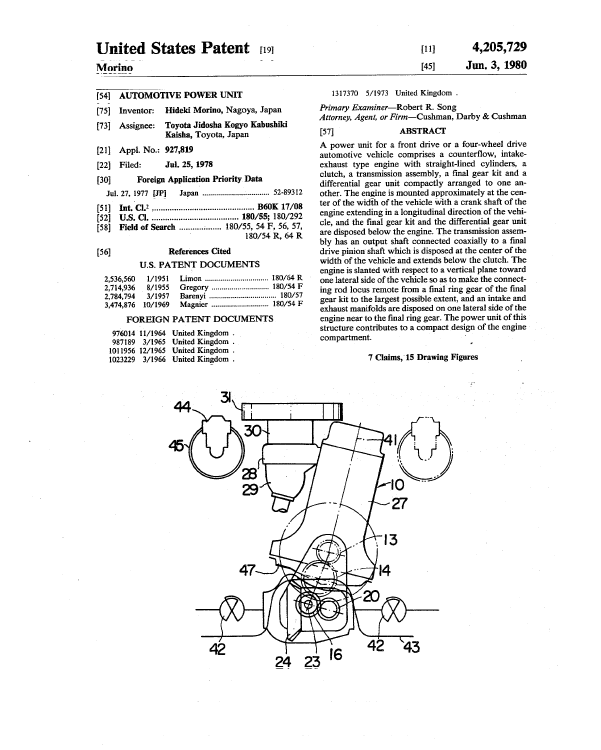 United States Patent [19]
[11] 4,205,729
Morino
[45] Jun. 3, 1980
[54] AUTOMOTIVE POWER UNIT
[75] Inventor: Hideki Morino, Nagoya, Japan
[73] Assignee: Toyota Jidosha Kogyo Kabushiki
Kaisha, Toyota, Japan
[21] Appl. No.: 927,819
[22] Filed: Jul. 25, 1978
[30] Foreign Application Priority Data
Jul. 27, 1977 [JP] Japan ........................ 52-89312
[51] Int. Cl.² ........................................ B60K 17/08
[52] U.S. Cl. .................................... 180/55; 180/292
[58] Field of Search ................. 180/55, 54 F, 56, 57,
180/54 R, 64 R
[56] References Cited
U.S. PATENT DOCUMENTS
2,536,560 1/1951 Limon ........................ 180/64 R
2,714,936 8/1955 Gregory ..................... 180/54 F
2,784,794 3/1957 Barenyi ........................ 180/57
3,474,876 10/1969 Magnier ..................... 180/54 F
FOREIGN PATENT DOCUMENTS
976014 11/1964 United Kingdom .
987189 3/1965 United Kingdom .
1011956 12/1965 United Kingdom .
1023229 3/1966 United Kingdom .
1317370 5/1973 United Kingdom .
Primary Examiner—Robert R. Song
Attorney, Agent, or Firm—Cushman, Darby & Cushman
[57] ABSTRACT
A power unit for a front drive or a four-wheel drive
automotive vehicle comprises a counterflow, intake-
exhaust type engine with straight-lined cylinders, a
clutch, a transmission assembly, a final gear kit and a
differential gear unit compactly arranged to one an-
other. The engine is mounted approximately at the cen-
ter of the width of the vehicle with a crank shaft of the
engine extending in a longitudinal direction of the vehi-
cle, and the final gear kit and the differential gear unit
are disposed below the engine. The transmission assem-
bly has an output shaft connected coaxially to a final
drive pinion shaft which is disposed at the center of the
width of the vehicle and extends below the clutch. The
engine is slanted with respect to a vertical plane toward
one lateral side of the vehicle so as to make the connect-
ing rod locus remote from a final ring gear of the final
gear kit to the largest possible extent, and an intake and
exhaust manifolds are disposed on one lateral side of the
engine near to the final ring gear. The power unit of this
structure contributes to a compact design of the engine
compartment.
7 Claims, 15 Drawing Figures
31
44
30
41
45
28
29
10
27
13
47
14
20
42
24
23
16
42
43